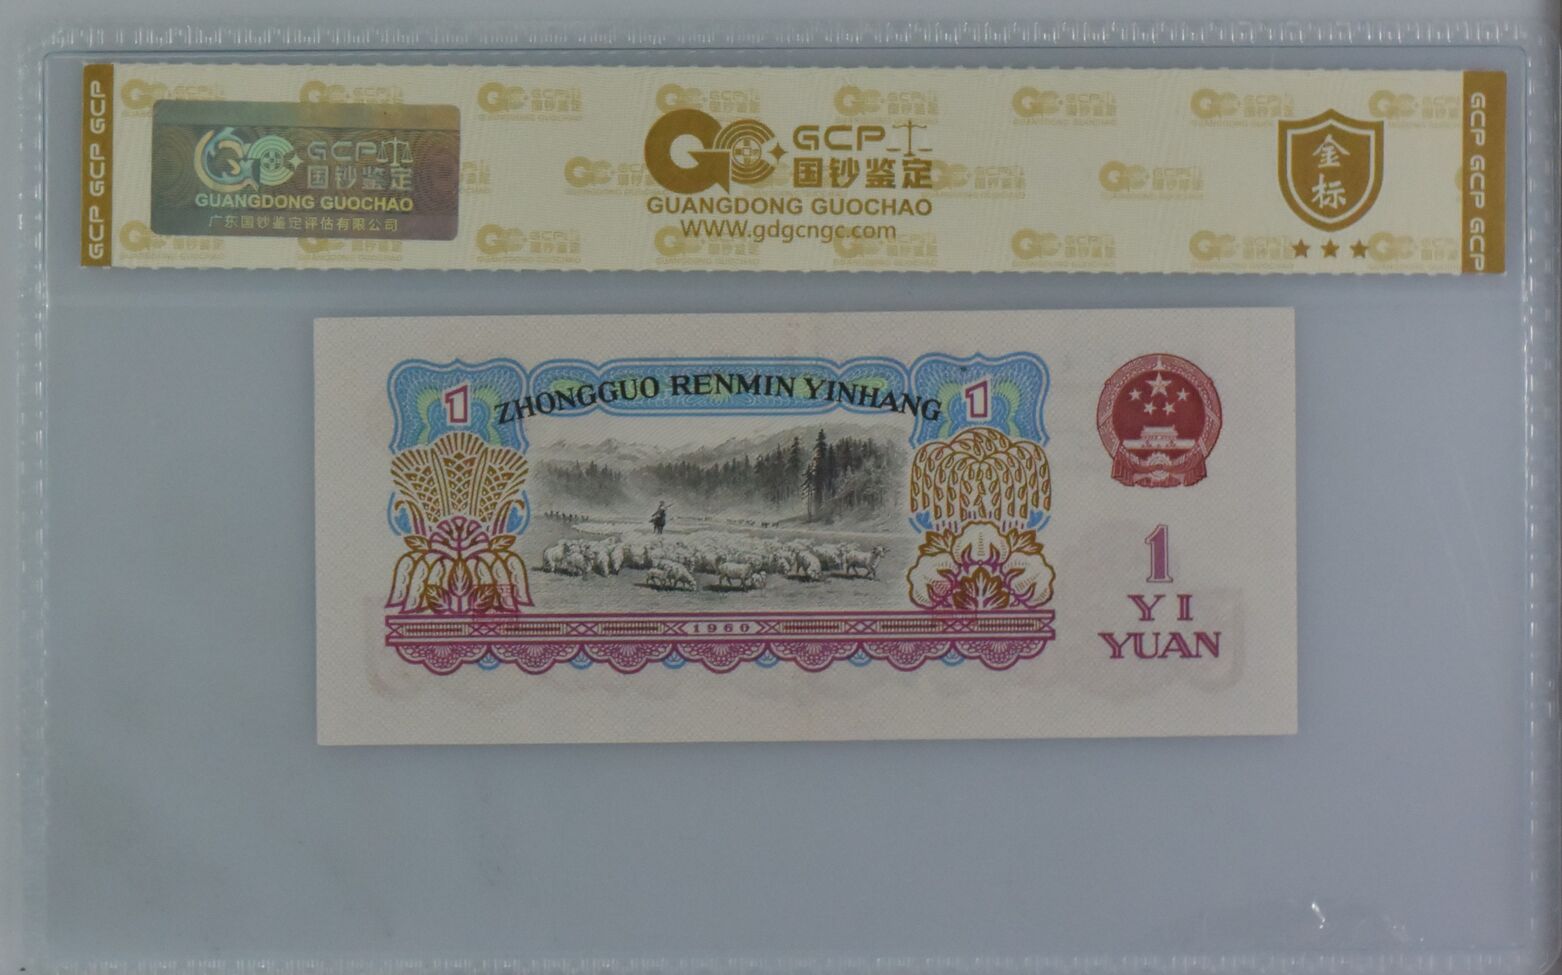 GCP GCP GCP
GCP
国钞鉴定
GUANGDONG GUOCHAO
广东国钞鉴定评估有限公司
GCP
国钞鉴定
GUANGDONG GUOCHAO
WWW.gdgcngc.com
金
标
GCP GCP GCP
1
ZHONGGUO RENMIN YINHANG
1
1960
1
YI
YUAN